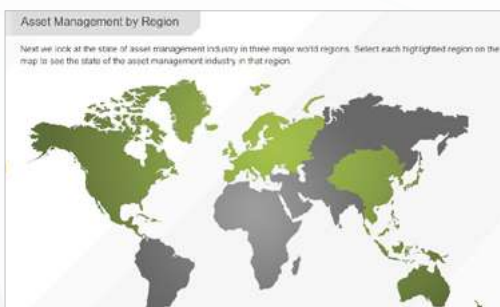 Asset Management by Region
Next we look at the state of asset management industry in three major world regions. Select each highlighted region on the
map to see the state of the asset management industry in that region.